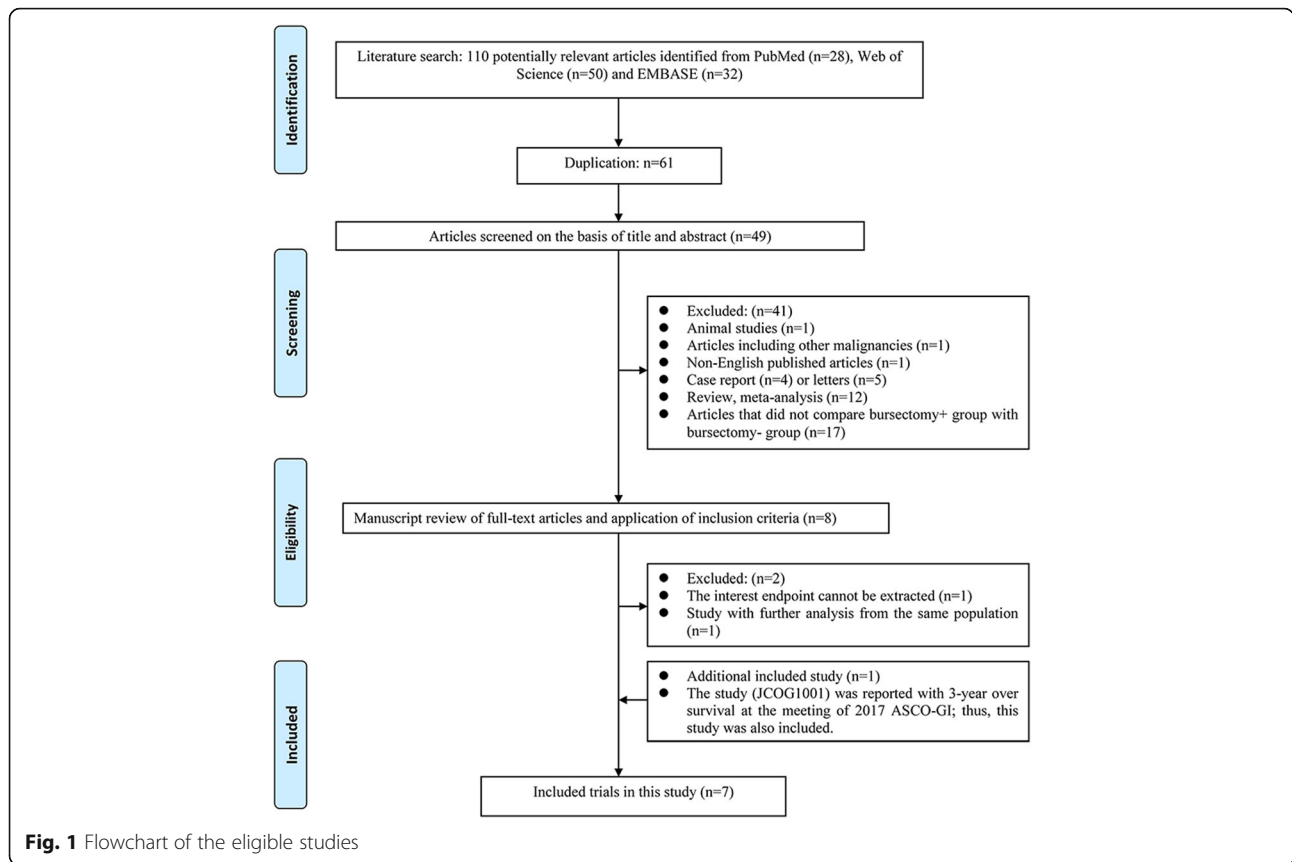 Identification
Literature search: 110 potentially relevant articles identified from PubMed (n=28), Web of
Science (n=50) and EMBASE (n=32)
Duplication: n=61
Articles screened on the basis of title and abstract (n=49)
Screening
● Excluded: (n=41)
● Animal studies (n=1)
● Articles including other malignancies (n=1)
● Non-English published articles (n=1)
● Case report (n=4) or letters (n=5)
● Review, meta-analysis (n=12)
● Articles that did not compare bursectomy+ group with
bursectomy- group (n=17)
Eligibility
Manuscript review of full-text articles and application of inclusion criteria (n=8)
● Excluded: (n=2)
● The interest endpoint cannot be extracted (n=1)
● Study with further analysis from the same population
(n=1)
Included
● Additional included study (n=1)
● The study (JCOG1001) was reported with 3-year over
survival at the meeting of 2017 ASCO-GI; thus, this
study was also included.
Included trials in this study (n=7)
Fig. 1 Flowchart of the eligible studies